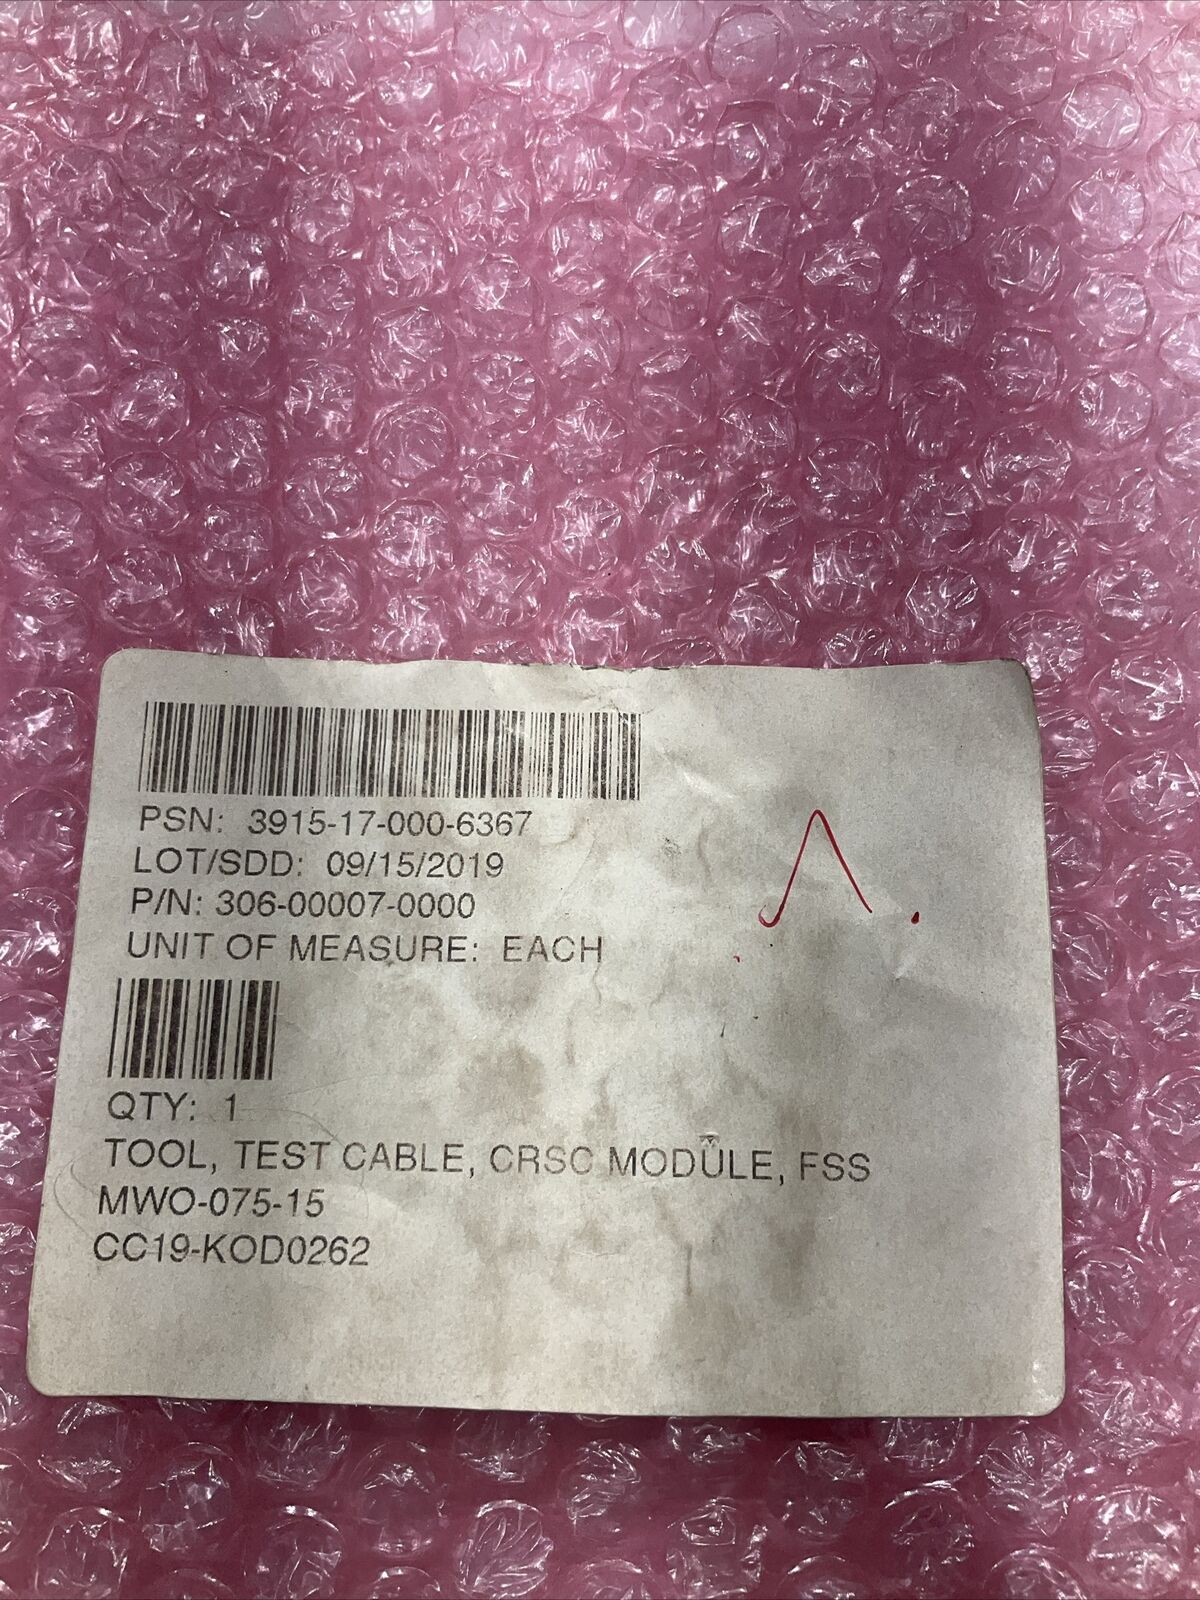 PSN: 3915-17-000-6367
LOT/SDD: 09/15/2019
P/N: 306-00007-0000
UNIT OF MEASURE: EACH
QTY: 1
TOOL, TEST CABLE, CRSC MODULE, FSS
MWO-075-15
CC19-KOD0262